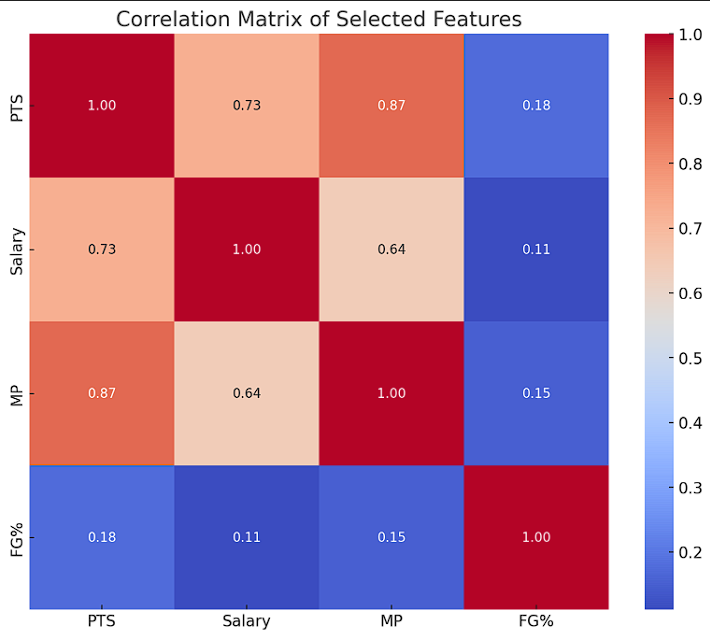 Correlation Matrix of Selected Features
PTS 1.00 0.73 0.87 0.18
Salary 0.73 1.00 0.64 0.11
MP 0.87 0.64 1.00 0.15
FG% 0.18 0.11 0.15 1.00
PTS Salary MP FG%
1.0
0.9
0.8
0.7
0.6
0.5
0.4
0.3
0.2